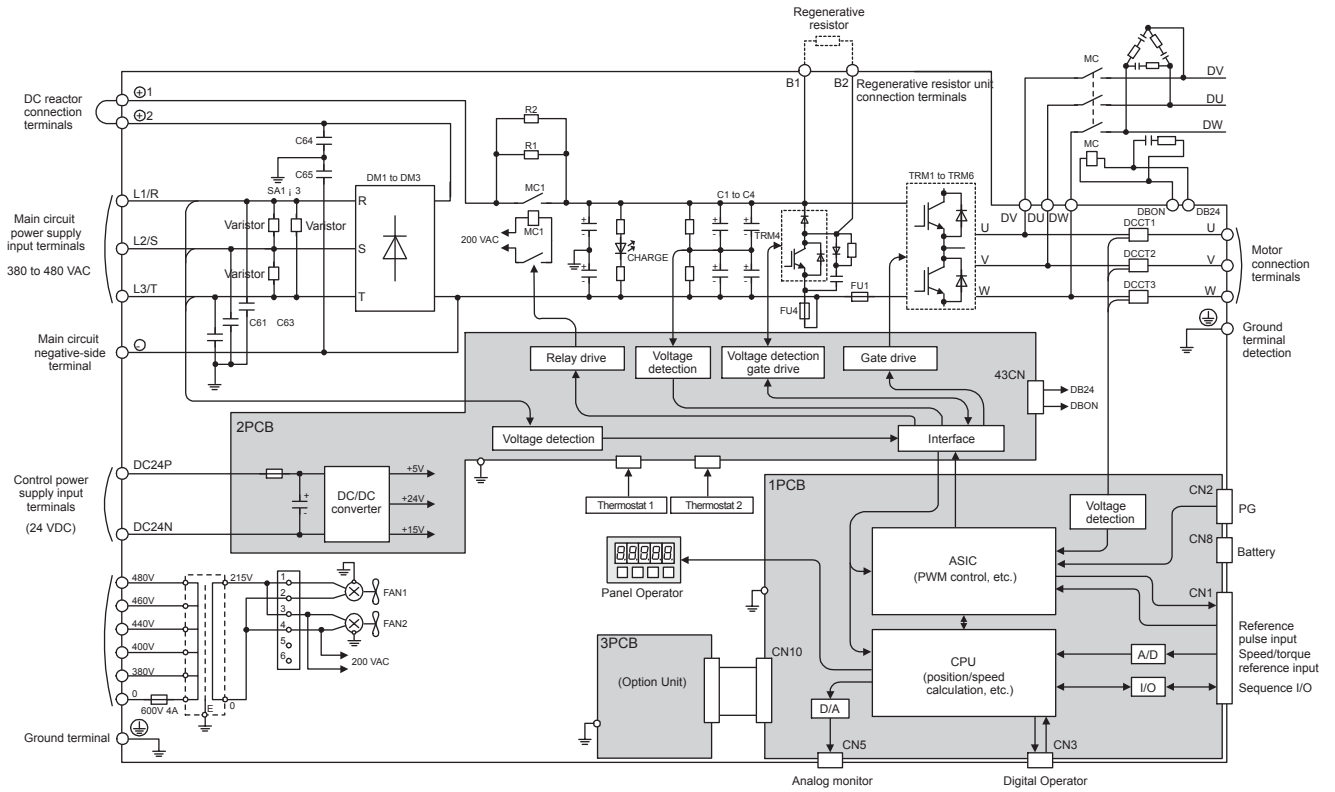 Regenerative
resistor
B1
B2
Regenerative resistor unit
connection terminals
MC
DV
DU
DW
MC
DC reactor
connection
terminals
⊕1
⊕2
C64
C65
R2
R1
MC1
MC1
200 VAC
DM1 to DM3
R
S
T
SA1 ¡ 3
Varistor
Varistor
Varistor
L1/R
L2/S
L3/T
Main circuit
power supply
input terminals
380 to 480 VAC
C61
C63
CHARGE
C1 to C4
TRM4
FU4
FU1
TRM1 to TRM6
U
V
W
DV
DU
DW
DBON
DB24
DCCT1
DCCT2
DCCT3
U
V
W
Motor
connection
terminals
Ground
terminal
detection
Main circuit
negative-side
terminal
Relay drive
Voltage
detection
Voltage detection
gate drive
Gate drive
43CN
DB24
DBON
2PCB
Voltage detection
Interface
Control power
supply input
terminals
(24 VDC)
DC24P
DC24N
+
-
DC/DC
converter
+5V
+24V
+15V
Thermostat 1
Thermostat 2
1PCB
Voltage
detection
CN2
PG
CN8
Battery
CN1
ASIC
(PWM control, etc.)
Panel Operator
480V
460V
440V
400V
380V
0
600V 4A
215V
E
0
1
2
3
4
5
6
FAN1
FAN2
200 VAC
Ground terminal
3PCB
(Option Unit)
CN10
CPU
(position/speed
calculation, etc.)
A/D
I/O
D/A
Reference
pulse input
Speed/torque
reference input
Sequence I/O
CN5
CN3
Analog monitor
Digital Operator